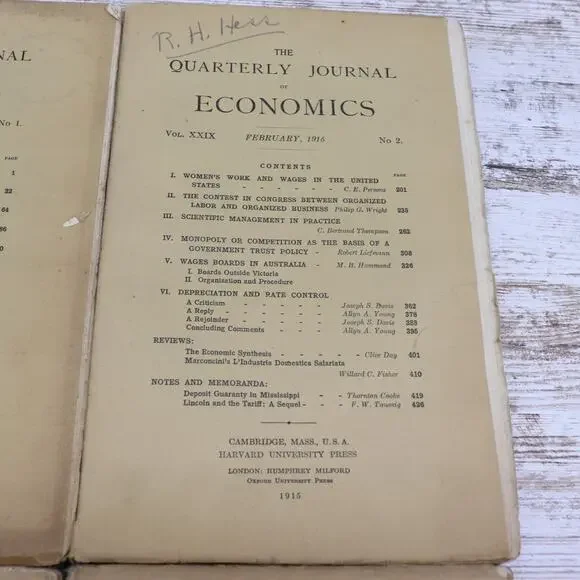 NAL
No 1.
PAGE
1
22
64
86
0
R. H. Hess
THE
QUARTERLY JOURNAL
OF
ECONOMICS
VOL. XXIX FEBRUARY, 1915 No 2.
CONTENTS
PAGE
I. WOMEN'S WORK AND WAGES IN THE UNITED
STATES - - - - - - C. E. Persons 201
II. THE CONTEST IN CONGRESS BETWEEN ORGANIZED
LABOR AND ORGANIZED BUSINESS Philip G. Wright 235
III. SCIENTIFIC MANAGEMENT IN PRACTICE
C. Bertrand Thompson 262
IV. MONOPOLY OR COMPETITION AS THE BASIS OF A
GOVERNMENT TRUST POLICY - Robert Liefmann 308
V. WAGES BOARDS IN AUSTRALIA - M. B. Hammond 326
I. Boards Outside Victoria
II. Organization and Procedure
VI. DEPRECIATION AND RATE CONTROL
A Criticism - - - - - Joseph S. Davis 362
A Reply - - - - - Allyn A. Young 378
A Rejoinder - - - - - Joseph S. Davis 383
Concluding Comments - - - Allyn A. Young 395
REVIEWS:
The Economic Synthesis - - - - - Clive Day 401
Marconcini's L'Industria Domestica Salariata
Willard C. Fisher 410
NOTES AND MEMORANDA:
Deposit Guaranty in Mississippi - - Thornton Cooke 419
Lincoln and the Tariff: A Sequel - - - F. W. Taussig 426
CAMBRIDGE, MASS., U. S. A.
HARVARD UNIVERSITY PRESS
LONDON: HUMPHREY MILFORD
OXFORD UNIVERSITY PRESS
1915